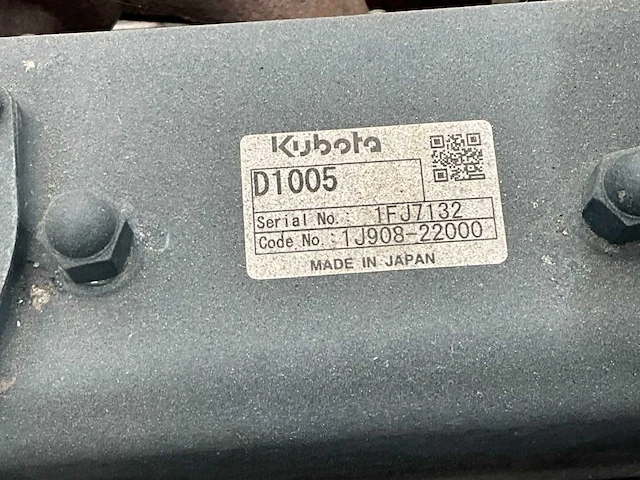 Kubota
D1005
Serial No. : 1FJ7132
Code No. : 1J908-22000
MADE IN JAPAN